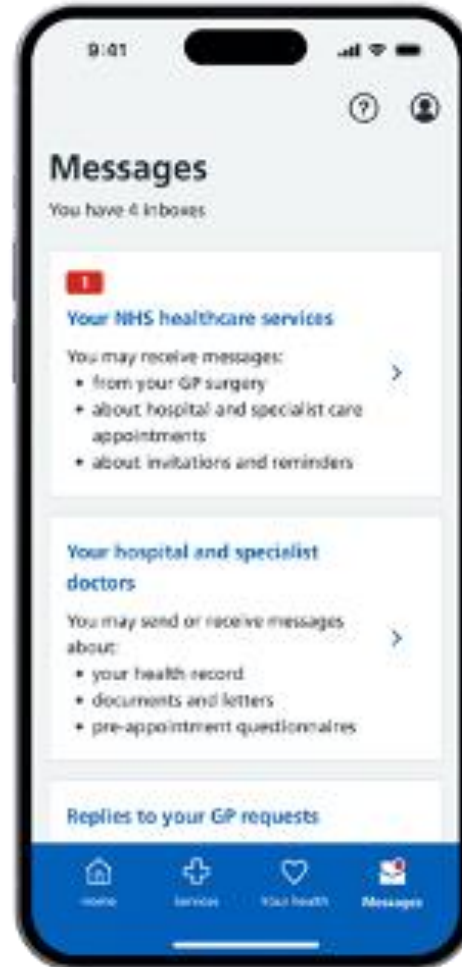 9:41
?
Messages
You have 4 inboxes
1
Your NHS healthcare services
You may receive messages:
• from your GP surgery
• about hospital and specialist care
appointments
• about invitations and reminders
Your hospital and specialist
doctors
You may send or receive messages
about:
• your health record
• documents and letters
• pre-appointment questionnaires
Replies to your GP requests
Home Services Your health Messages